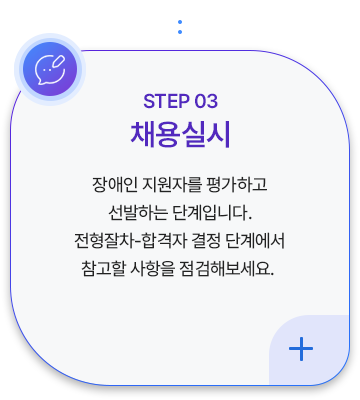 STEP 03
채용실시
장애인 지원자를 평가하고
선발하는 단계입니다.
전형잘차-합격자 결정 단계에서
참고할 사항을 점검해보세요.